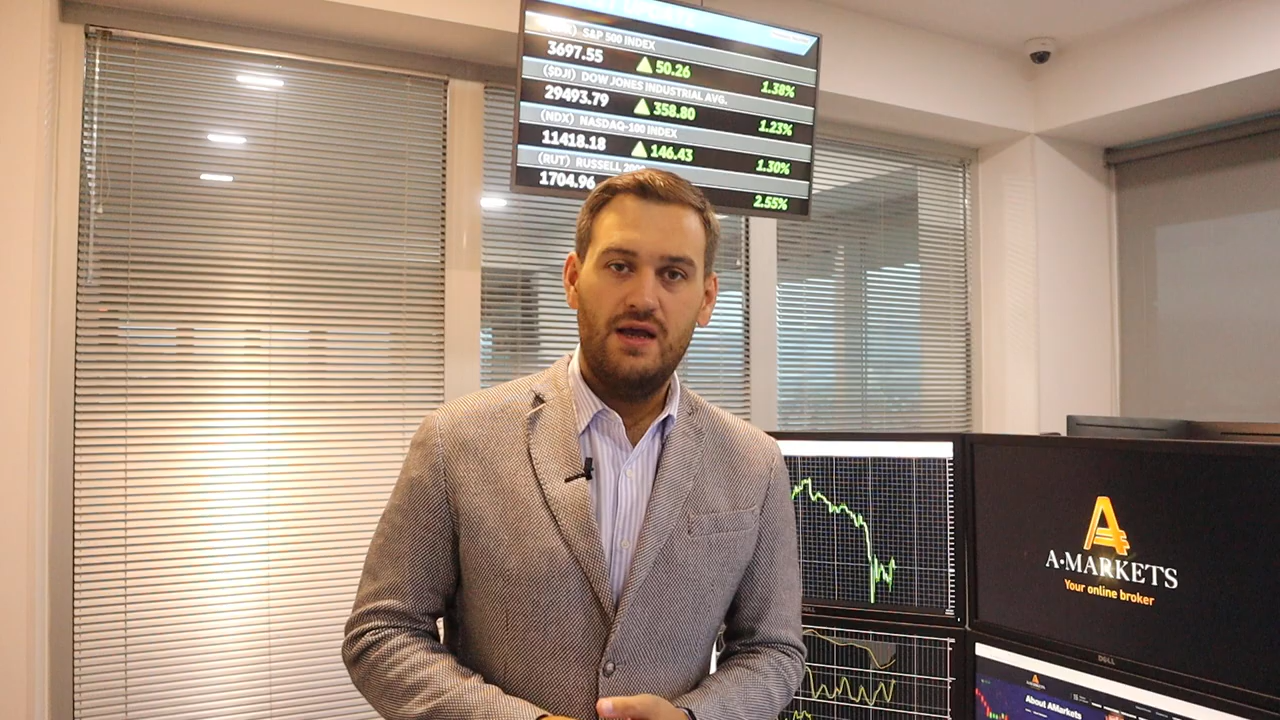 S&P 500 INDEX
3697.55 ▲ 50.26 1.38%
($DJI) DOW JONES INDUSTRIAL AVG.
29493.79 ▲ 358.80 1.23%
(NDX) NASDAQ-100 INDEX
11418.18 ▲ 146.43 1.30%
(RUT) RUSSELL
1704.96 2.55%
A·MARKETS
Your online broker
DELL
DELL
About AMarkets